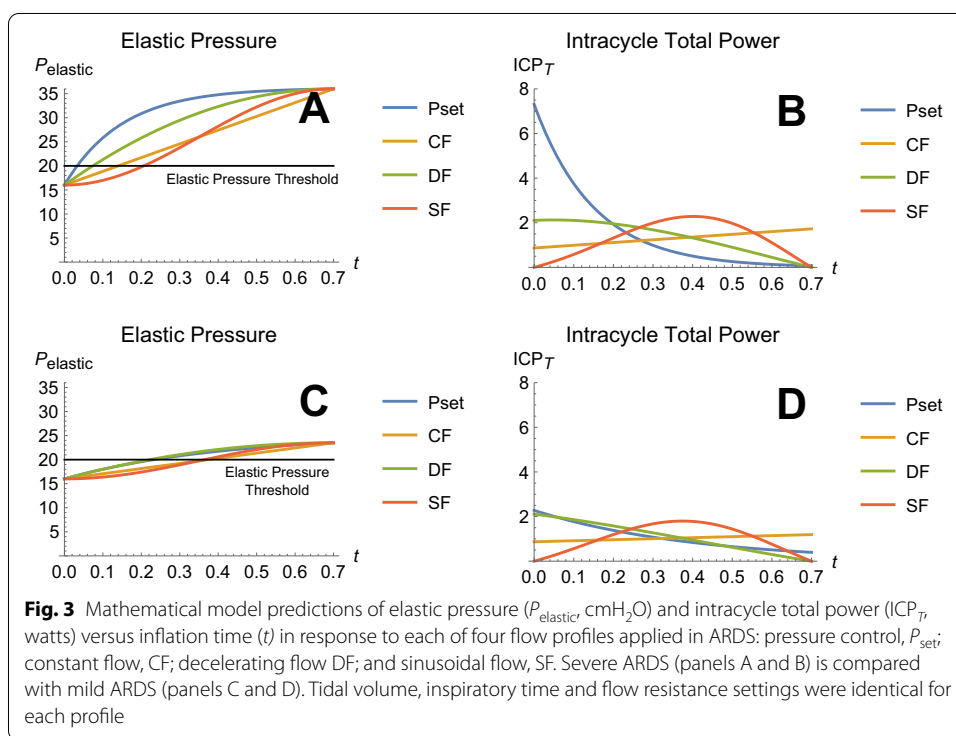 Elastic Pressure
P elastic
35
30
25
20
15
10
5
0.0 0.1 0.2 0.3 0.4 0.5 0.6 0.7 t
Elastic Pressure Threshold
A
Pset
CF
DF
SF
Intracycle Total Power
ICP T
8
6
4
2
0.0 0.1 0.2 0.3 0.4 0.5 0.6 0.7 t
B
Pset
CF
DF
SF
Elastic Pressure
P elastic
35
30
25
20
15
10
5
0.0 0.1 0.2 0.3 0.4 0.5 0.6 0.7 t
Elastic Pressure
Threshold
C
Pset
CF
DF
SF
Intracycle Total Power
ICP T
8
6
4
2
0.0 0.1 0.2 0.3 0.4 0.5 0.6 0.7 t
D
Pset
CF
DF
SF
Fig. 3 Mathematical model predictions of elastic pressure (Pelastic, cmH2O) and intracycle total power (ICPT,
watts) versus inflation time (t) in response to each of four flow profiles applied in ARDS: pressure control, Pset;
constant flow, CF; decelerating flow DF; and sinusoidal flow, SF. Severe ARDS (panels A and B) is compared
with mild ARDS (panels C and D). Tidal volume, inspiratory time and flow resistance settings were identical for
each profile